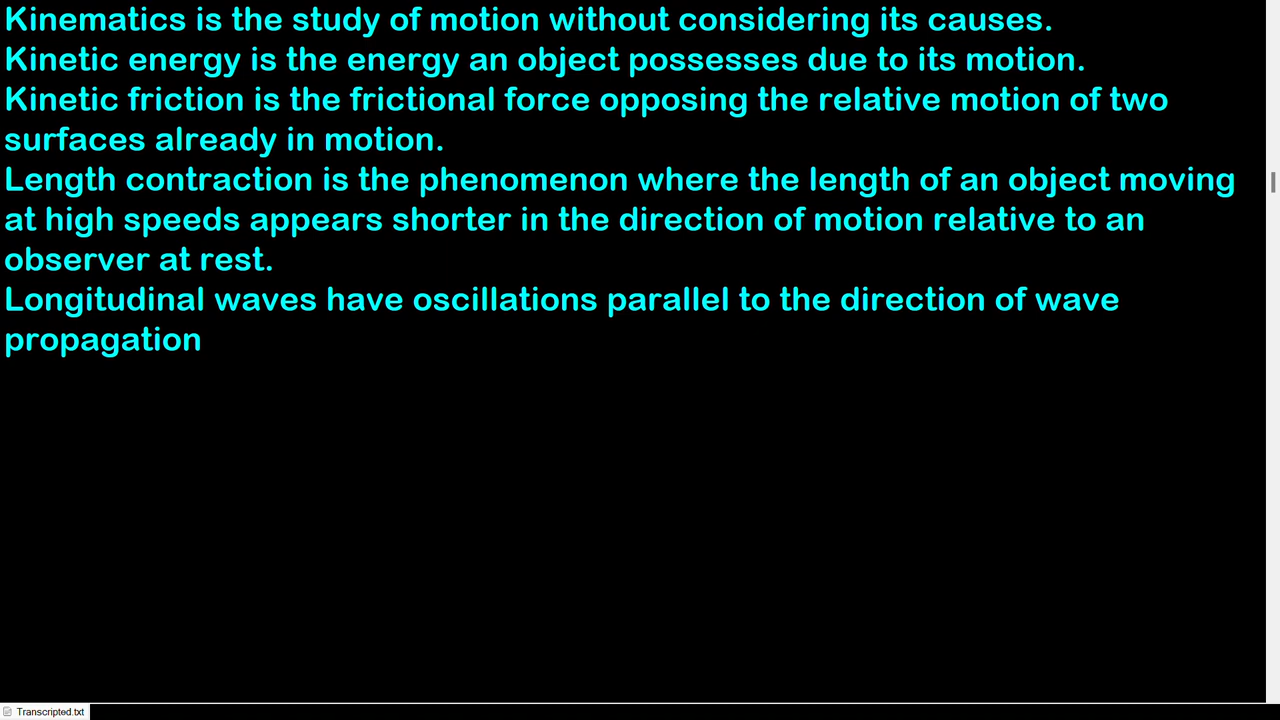 Kinematics is the study of motion without considering its causes.
Kinetic energy is the energy an object possesses due to its motion.
Kinetic friction is the frictional force opposing the relative motion of two
surfaces already in motion.
Length contraction is the phenomenon where the length of an object moving
at high speeds appears shorter in the direction of motion relative to an
observer at rest.
Longitudinal waves have oscillations parallel to the direction of wave
propagation
Transcripted.txt